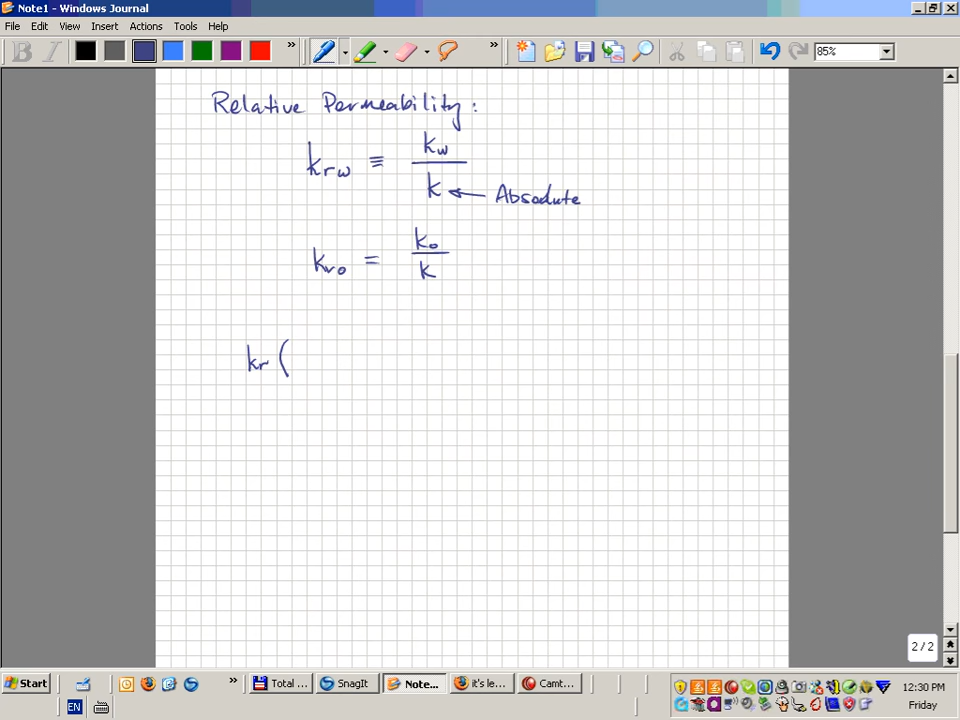 Note1 - Windows Journal
File Edit View Insert Actions Tools Help
B I » » 85%
Relative Permeability:
krw ≡ kw / k ← Absolute
kro = ko / k
kr (
2/2
Start » Total ... SnagIt Note... it's le... Camt... 12:30 PM
EN Friday